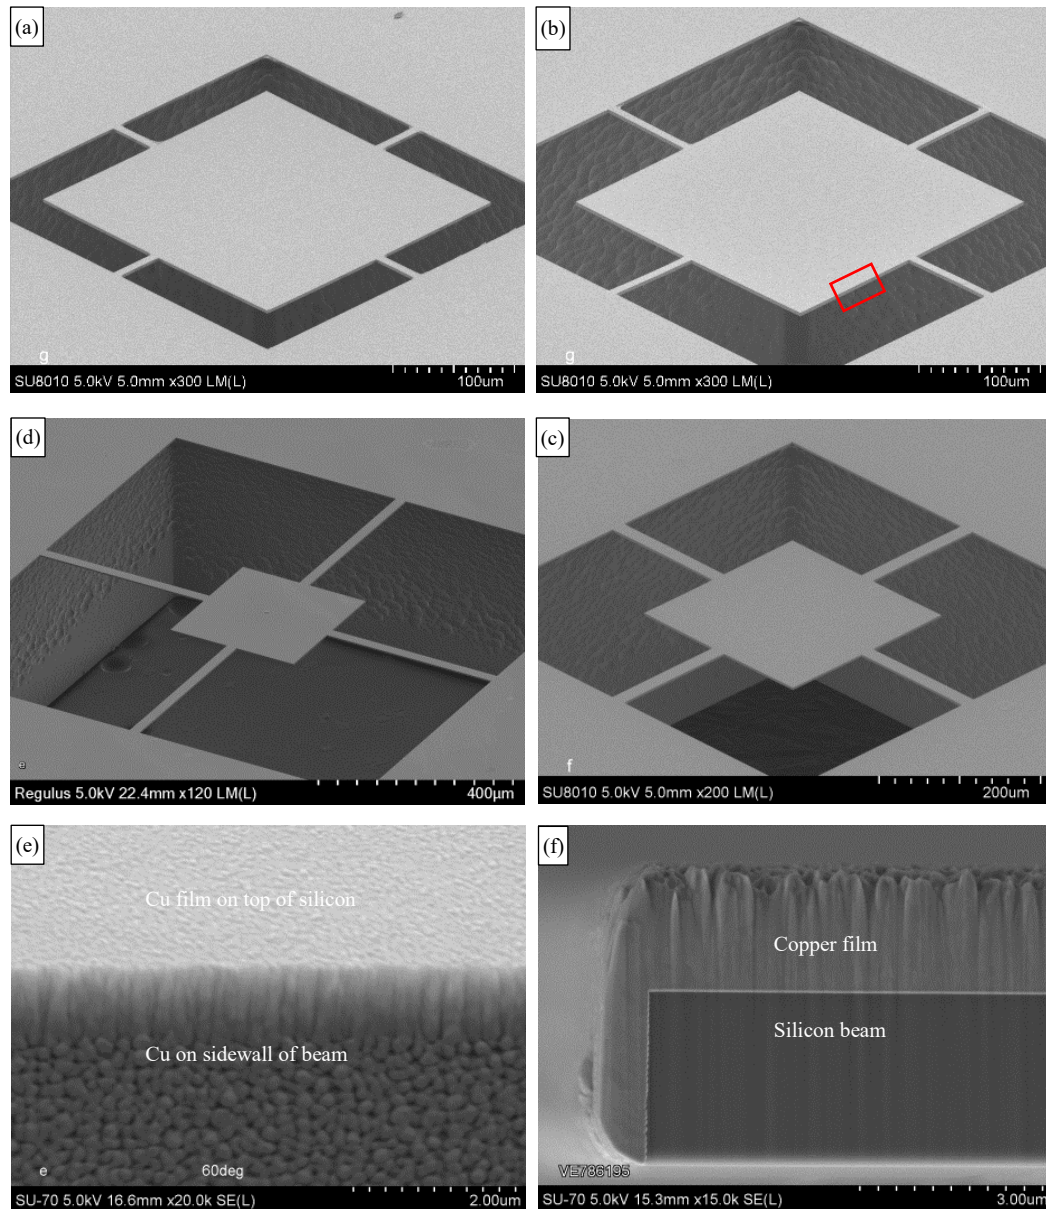 (a)
g
SU8010 5.0kV 5.0mm x300 LM(L)
100um
(b)
g
SU8010 5.0kV 5.0mm x300 LM(L)
100um
(d)
e
Regulus 5.0kV 22.4mm x120 LM(L)
400μm
(c)
f
SU8010 5.0kV 5.0mm x200 LM(L)
200um
(e)
Cu film on top of silicon
Cu on sidewall of beam
e
60deg
SU-70 5.0kV 16.6mm x20.0k SE(L)
2.00um
(f)
Copper film
Silicon beam
VE786195
SU-70 5.0kV 15.3mm x15.0k SE(L)
3.00um